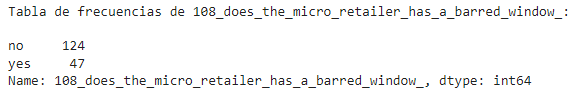 Tabla de frecuencias de 108_does_the_micro_retailer_has_a_barred_window_:
no     124
yes     47
Name: 108_does_the_micro_retailer_has_a_barred_window_, dtype: int64